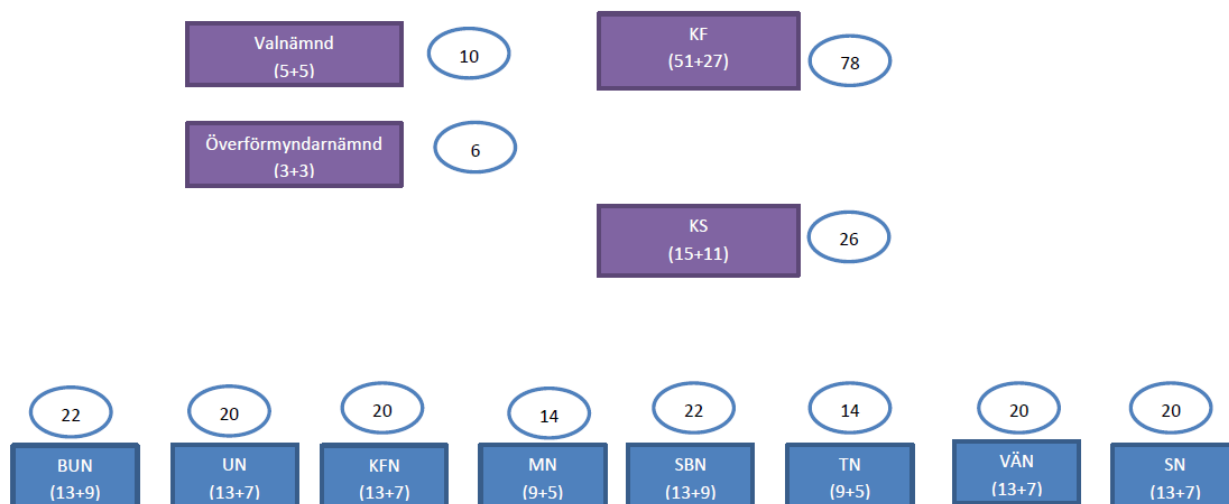 Valnämnd
(5+5)
10
KF
(51+27)
78
Överförmyndarnämnd
(3+3)
6
KS
(15+11)
26
22
20
20
14
22
14
20
20
BUN
(13+9)
UN
(13+7)
KFN
(13+7)
MN
(9+5)
SBN
(13+9)
TN
(9+5)
VÄN
(13+7)
SN
(13+7)